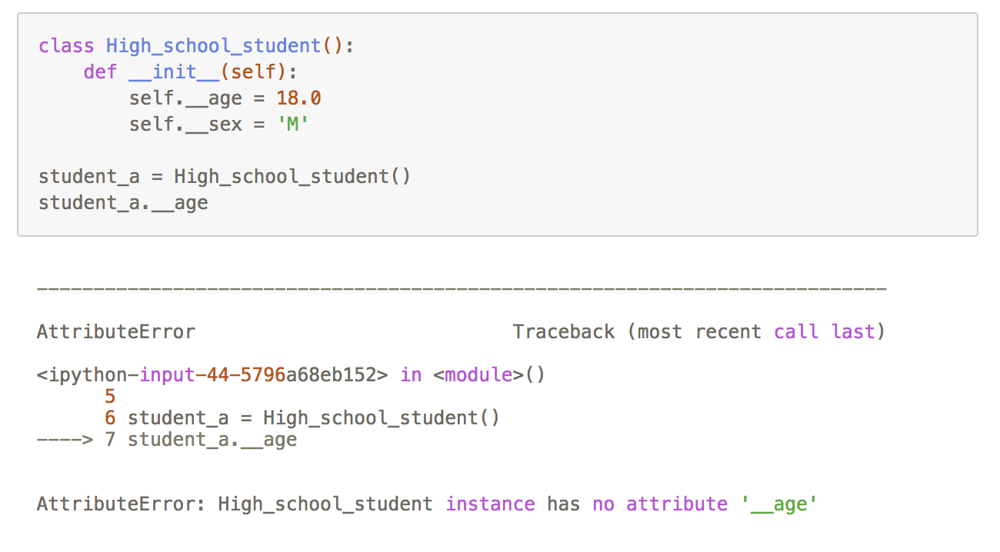 class High_school_student():
    def __init__(self):
        self.__age = 18.0
        self.__sex = 'M'

student_a = High_school_student()
student_a.__age

---------------------------------------------------------------------------

AttributeError                            Traceback (most recent call last)

<ipython-input-44-5796a68eb152> in <module>()
      5
      6 student_a = High_school_student()
----> 7 student_a.__age

AttributeError: High_school_student instance has no attribute '__age'